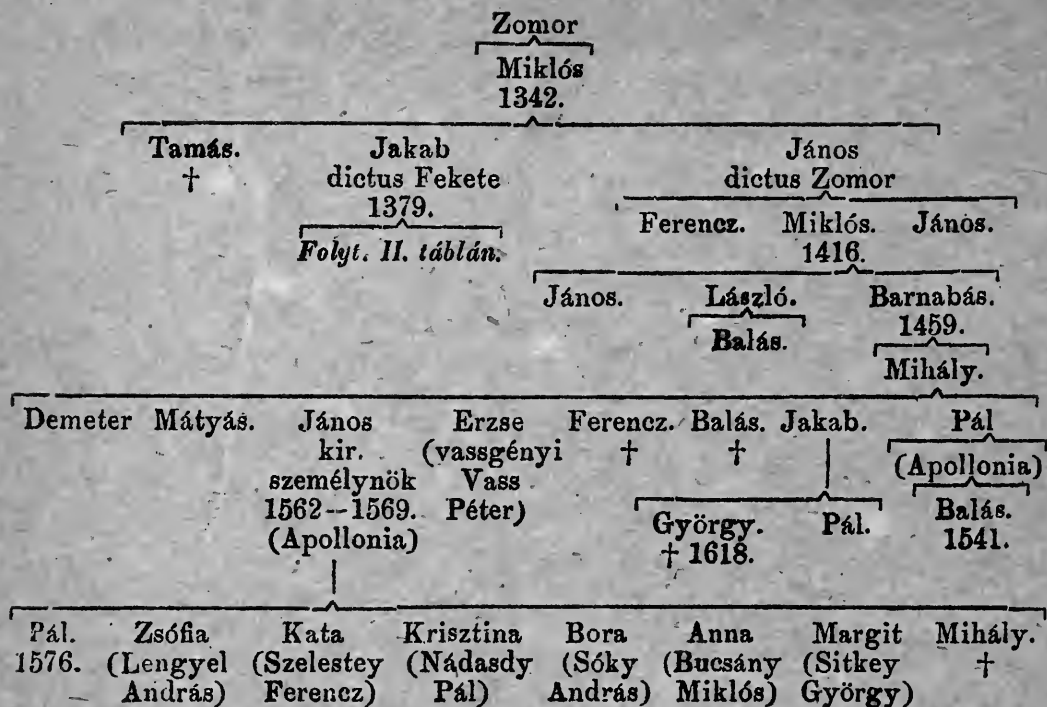 Zomor
Miklós
1342.
Tamás. Jakab János
† dictus Fekete dictus Zomor
1379. Ferencz. Miklós. János.
Folyt. II. táblán. 1416.
János. László. Barnabás.
Balás. 1459.
Mihály.
Demeter Mátyás. János Erzse Ferencz. Balás. Jakab. Pál
kir. (vassgényi † † (Apollonia)
személynök Vass Balás.
1562–1569. Péter) György. Pál. 1541.
(Apollonia) † 1618.
Pál. Zsófia Kata Krisztina Bora Anna Margit Mihály.
1576. (Lengyel (Szelestey (Nádasdy (Sóky (Bucsány (Sitkey †
András) Ferencz) Pál) András) Miklós) György)